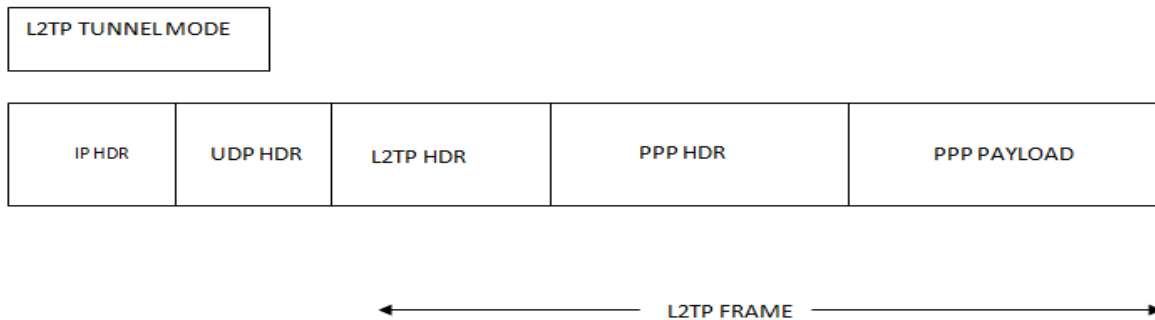 L2TP TUNNEL MODE
IP HDR UDP HDR L2TP HDR PPP HDR PPP PAYLOAD
L2TP FRAME